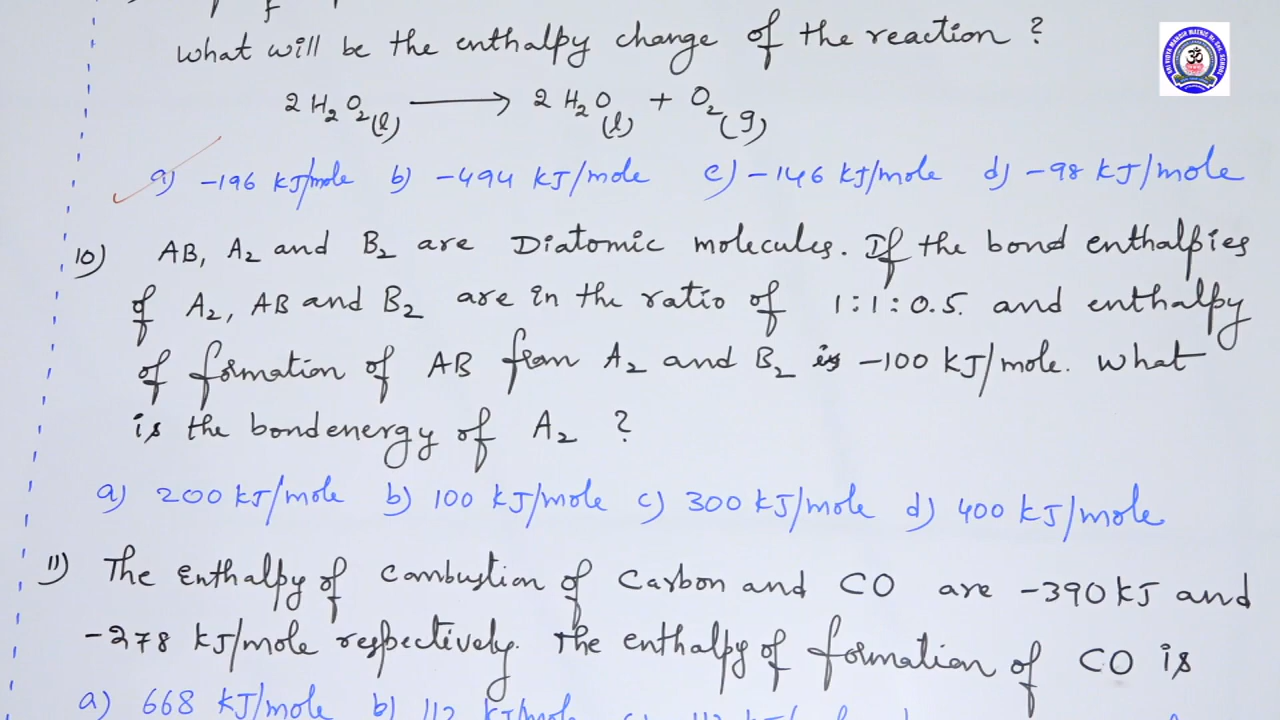 what will be the enthalpy change of the reaction ?
2 H₂O₂(l) ⟶ 2 H₂O(l) + O₂(g)
a) -196 kJ/mole b) -494 kJ/mole c) -146 kJ/mole d) -98 kJ/mole
10) AB, A₂ and B₂ are Diatomic molecules. If the bond enthalpies
of A₂, AB and B₂ are in the ratio of 1:1:0.5. and enthalpy
of formation of AB from A₂ and B₂ is -100 kJ/mole. What
is the bondenergy of A₂ ?
a) 200 kJ/mole b) 100 kJ/mole c) 300 kJ/mole d) 400 kJ/mole
11) The Enthalpy of combustion of Carbon and CO are -390 kJ and
-278 kJ/mole respectively. The enthalpy of formation of CO is
a) 668 kJ/mole b) 112 kJ/mole